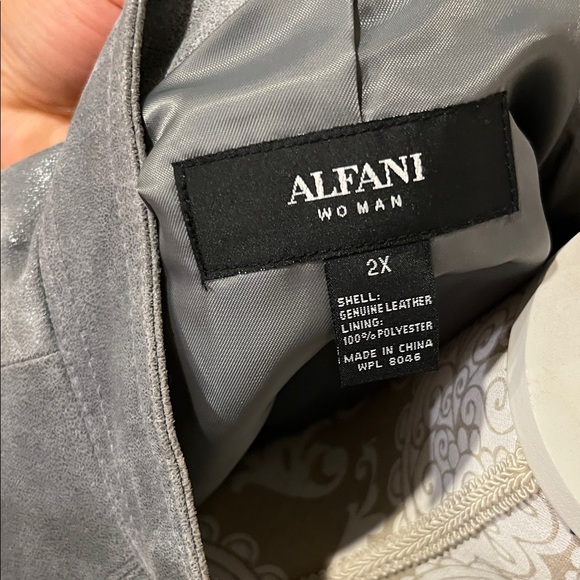 ALFANI
WOMAN
2X
SHELL:
GENUINE LEATHER
LINING:
100% POLYESTER
MADE IN CHINA
WPL 8046